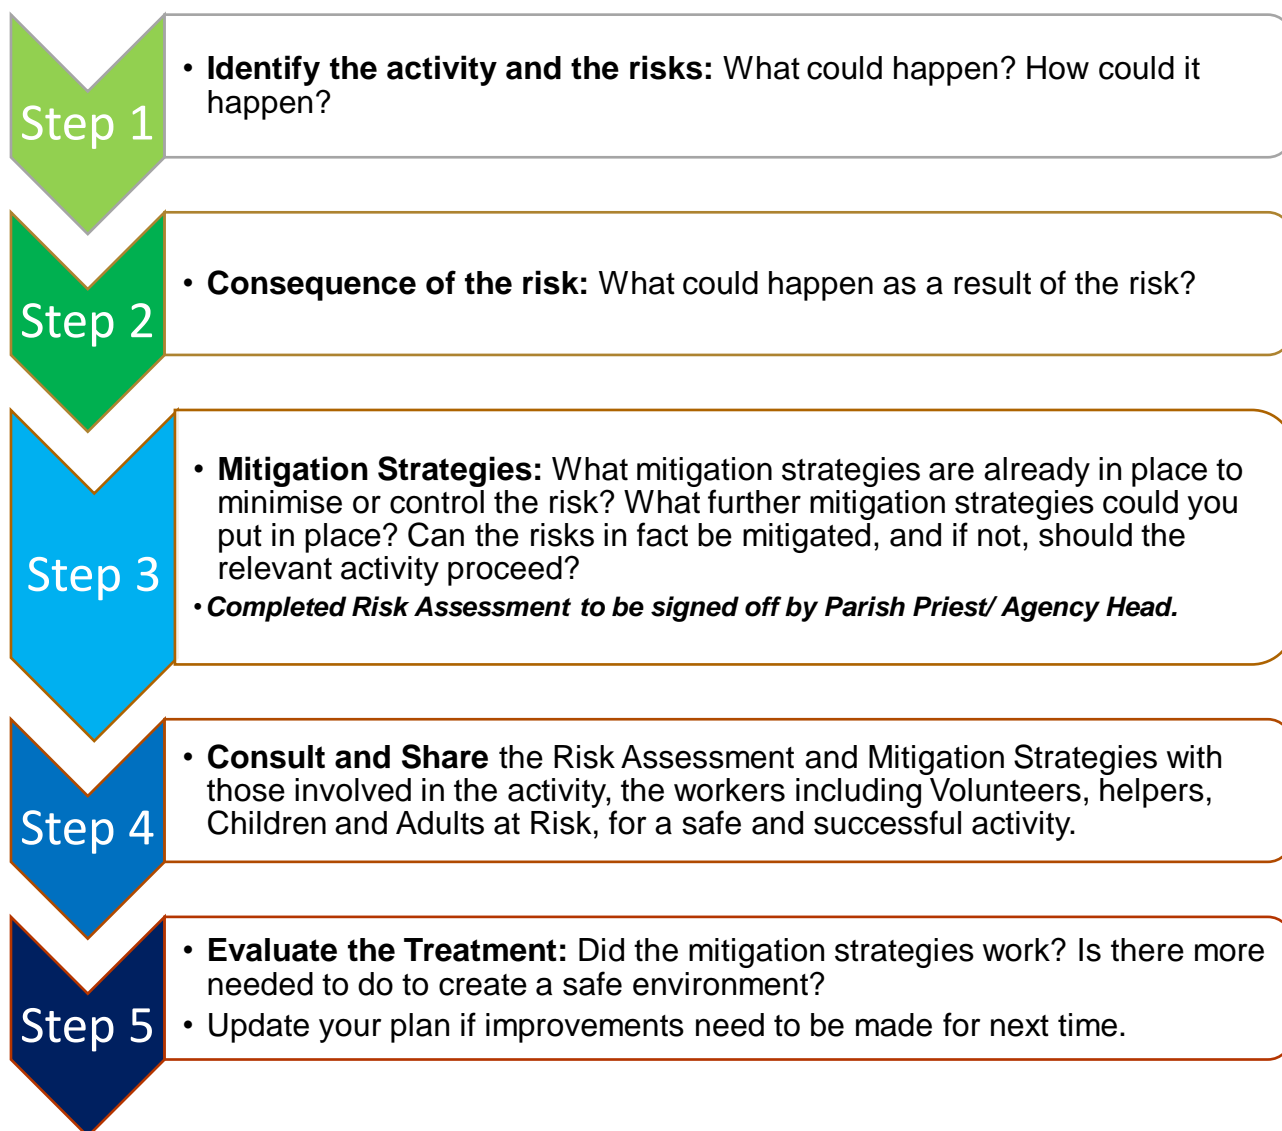 Step 1
• Identify the activity and the risks: What could happen? How could it
happen?
Step 2
• Consequence of the risk: What could happen as a result of the risk?
Step 3
• Mitigation Strategies: What mitigation strategies are already in place to
minimise or control the risk? What further mitigation strategies could you
put in place? Can the risks in fact be mitigated, and if not, should the
relevant activity proceed?
• Completed Risk Assessment to be signed off by Parish Priest/ Agency Head.
Step 4
• Consult and Share the Risk Assessment and Mitigation Strategies with
those involved in the activity, the workers including Volunteers, helpers,
Children and Adults at Risk, for a safe and successful activity.
Step 5
• Evaluate the Treatment: Did the mitigation strategies work? Is there more
needed to do to create a safe environment?
• Update your plan if improvements need to be made for next time.